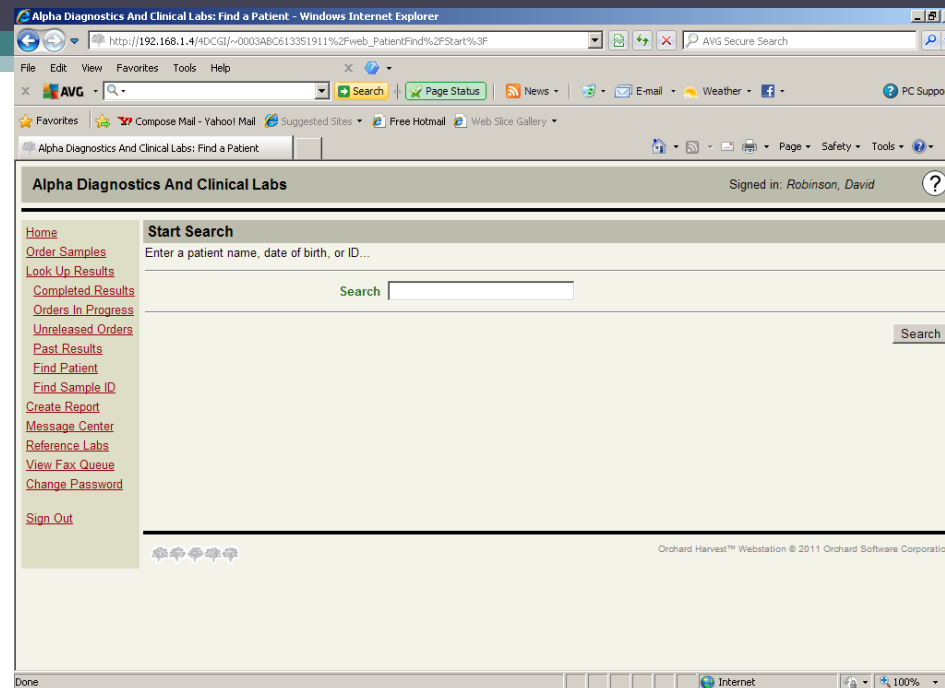 Alpha Diagnostics And Clinical Labs: Find a Patient - Windows Internet Explorer
http://192.168.1.4/4DCGI/~0003ABC613351911%2Fweb_PatientFind%2FStart%3F
AVG Secure Search
File Edit View Favorites Tools Help X
X AVG Search Page Status News E-mail Weather f PC Suppo
Favorites Compose Mail - Yahoo! Mail Suggested Sites Free Hotmail Web Slice Gallery
Alpha Diagnostics And Clinical Labs: Find a Patient Page Safety Tools
Alpha Diagnostics And Clinical Labs Signed in: Robinson, David ?
Home
Order Samples
Look Up Results
Completed Results
Orders In Progress
Unreleased Orders
Past Results
Find Patient
Find Sample ID
Create Report
Message Center
Reference Labs
View Fax Queue
Change Password
Sign Out
Start Search
Enter a patient name, date of birth, or ID...
Search
Search
Orchard Harvest™ Webstation © 2011 Orchard Software Corporatio
Done Internet 100%